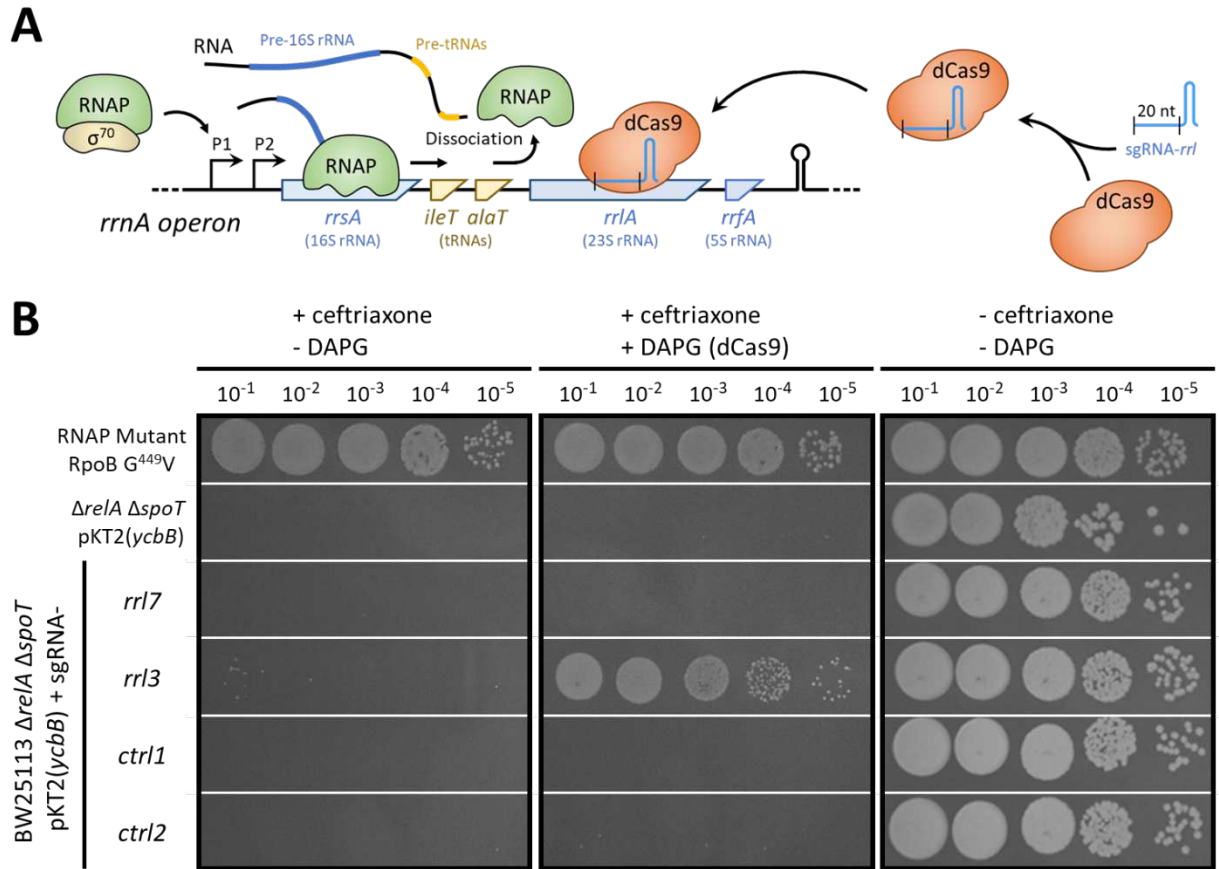 A
RNA
Pre-16S rRNA
Pre-tRNAs
RNAP
σ⁷⁰
P1
P2
RNAP
RNAP
Dissociation
dCas9
dCas9
20 nt
sgRNA-rrl
dCas9
rrnA operon
rrsA
(16S rRNA)
ileT alaT
(tRNAs)
rrlA
(23S rRNA)
rrfA
(5S rRNA)
B
+ ceftriaxone
- DAPG
+ ceftriaxone
+ DAPG (dCas9)
- ceftriaxone
- DAPG
10⁻¹ 10⁻² 10⁻³ 10⁻⁴ 10⁻⁵
10⁻¹ 10⁻² 10⁻³ 10⁻⁴ 10⁻⁵
10⁻¹ 10⁻² 10⁻³ 10⁻⁴ 10⁻⁵
RNAP Mutant
RpoB G⁴⁴⁹V
ΔrelA ΔspoT
pKT2(ycbB)
BW25113 ΔrelA ΔspoT
pKT2(ycbB) + sgRNA-
rrl7
rrl3
ctrl1
ctrl2